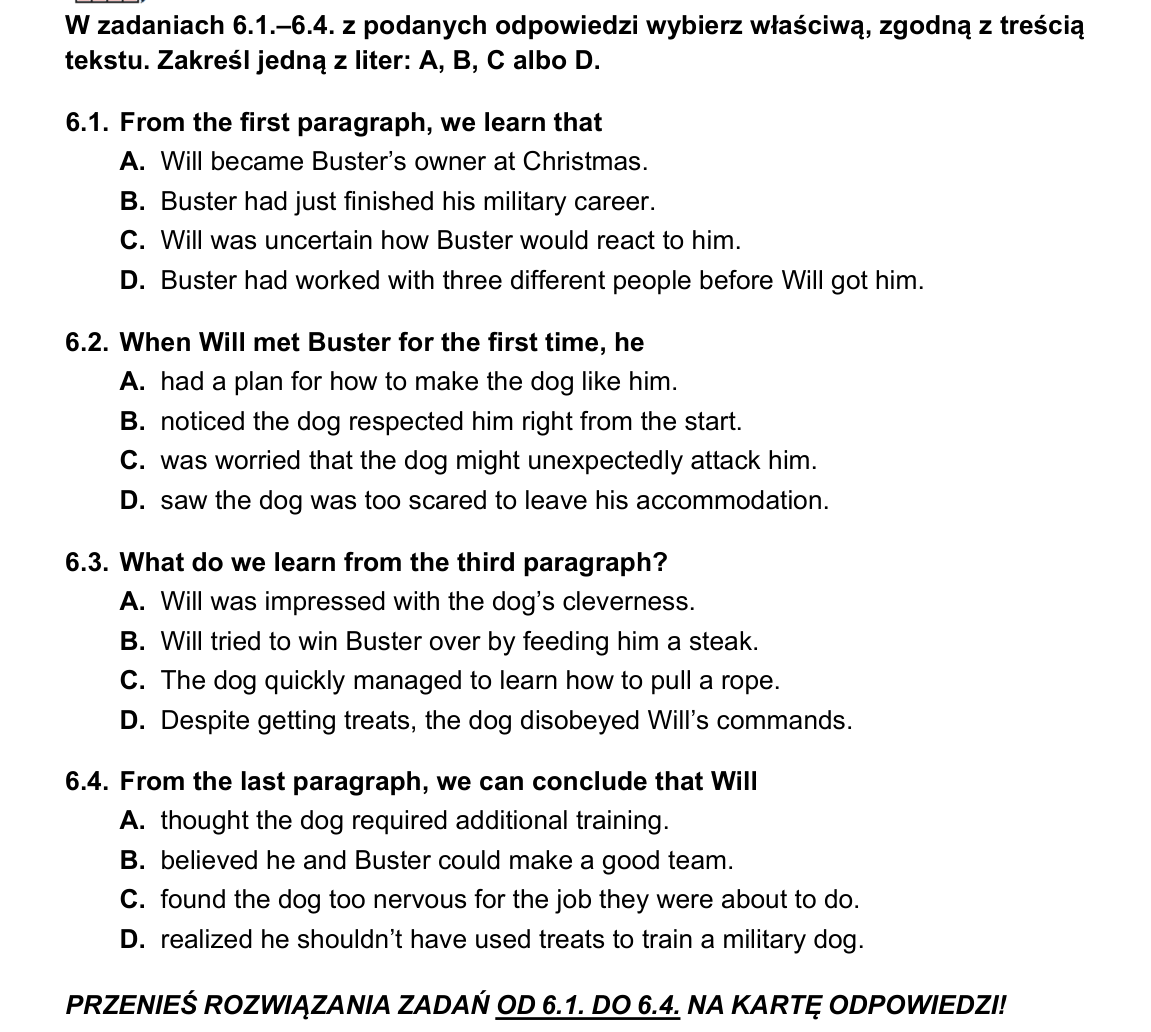 W zadaniach 6.1.–6.4. z podanych odpowiedzi wybierz właściwą, zgodną z treścią
tekstu. Zakreśl jedną z liter: A, B, C albo D.
6.1. From the first paragraph, we learn that
A. Will became Buster’s owner at Christmas.
B. Buster had just finished his military career.
C. Will was uncertain how Buster would react to him.
D. Buster had worked with three different people before Will got him.
6.2. When Will met Buster for the first time, he
A. had a plan for how to make the dog like him.
B. noticed the dog respected him right from the start.
C. was worried that the dog might unexpectedly attack him.
D. saw the dog was too scared to leave his accommodation.
6.3. What do we learn from the third paragraph?
A. Will was impressed with the dog’s cleverness.
B. Will tried to win Buster over by feeding him a steak.
C. The dog quickly managed to learn how to pull a rope.
D. Despite getting treats, the dog disobeyed Will’s commands.
6.4. From the last paragraph, we can conclude that Will
A. thought the dog required additional training.
B. believed he and Buster could make a good team.
C. found the dog too nervous for the job they were about to do.
D. realized he shouldn’t have used treats to train a military dog.
PRZENIEŚ ROZWIĄZANIA ZADAŃ OD 6.1. DO 6.4. NA KARTĘ ODPOWIEDZI!